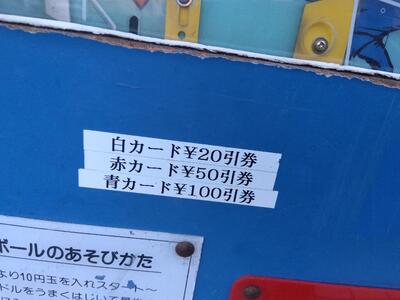 白カード¥20引券
赤カード¥50引券
青カード¥100引券
ボールのあそびかた
より10円玉を入れスタート〜
ドルをうまくはじいて